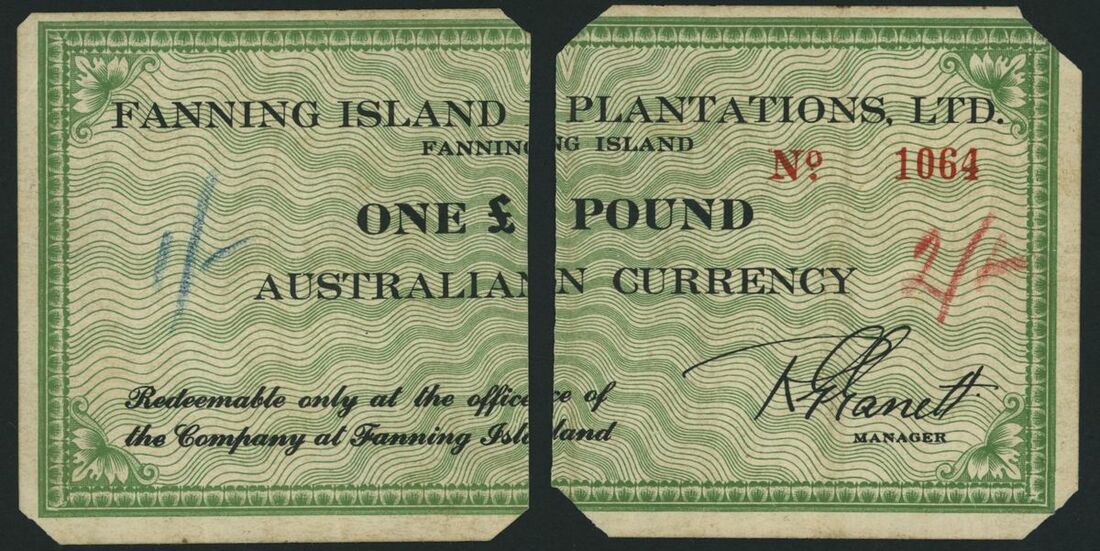 FANNING ISLAND PLANTATIONS, LTD.
FANNING ISLAND
Nº 1064
ONE £ POUND
1/-
2/-
AUSTRALIAN CURRENCY
Redeemable only at the office of
the Company at Fanning Island
MANAGER